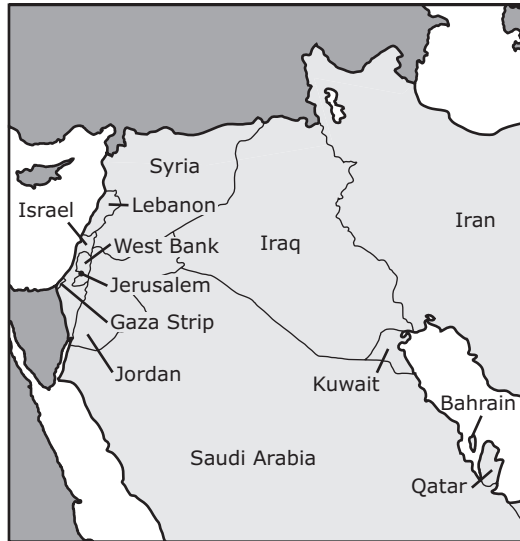 Syria
Israel
Lebanon
Iran
West Bank
Iraq
Jerusalem
Gaza Strip
Jordan
Kuwait
Bahrain
Saudi Arabia
Qatar